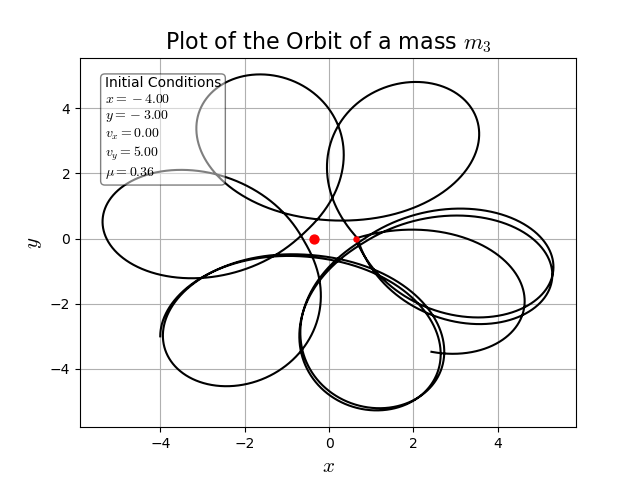 Plot of the Orbit of a mass m₃
Initial Conditions
x = −4.00
y = −3.00
vₓ = 0.00
v_y = 5.00
μ = 0.36
4
2
0
−2
−4
y
−4 −2 0 2 4
x